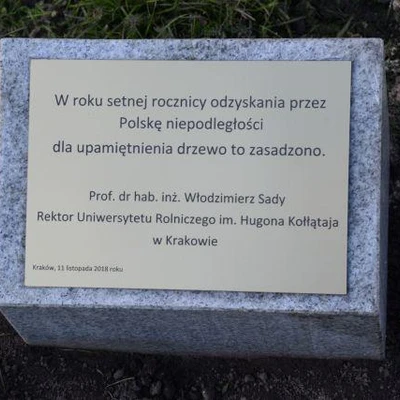 W roku setnej rocznicy odzyskania przez
Polskę niepodległości
dla upamiętnienia drzewo to zasadzono.
Prof. dr hab. inż. Włodzimierz Sady
Rektor Uniwersytetu Rolniczego im. Hugona Kołłątaja
w Krakowie
Kraków, 11 listopada 2018 roku